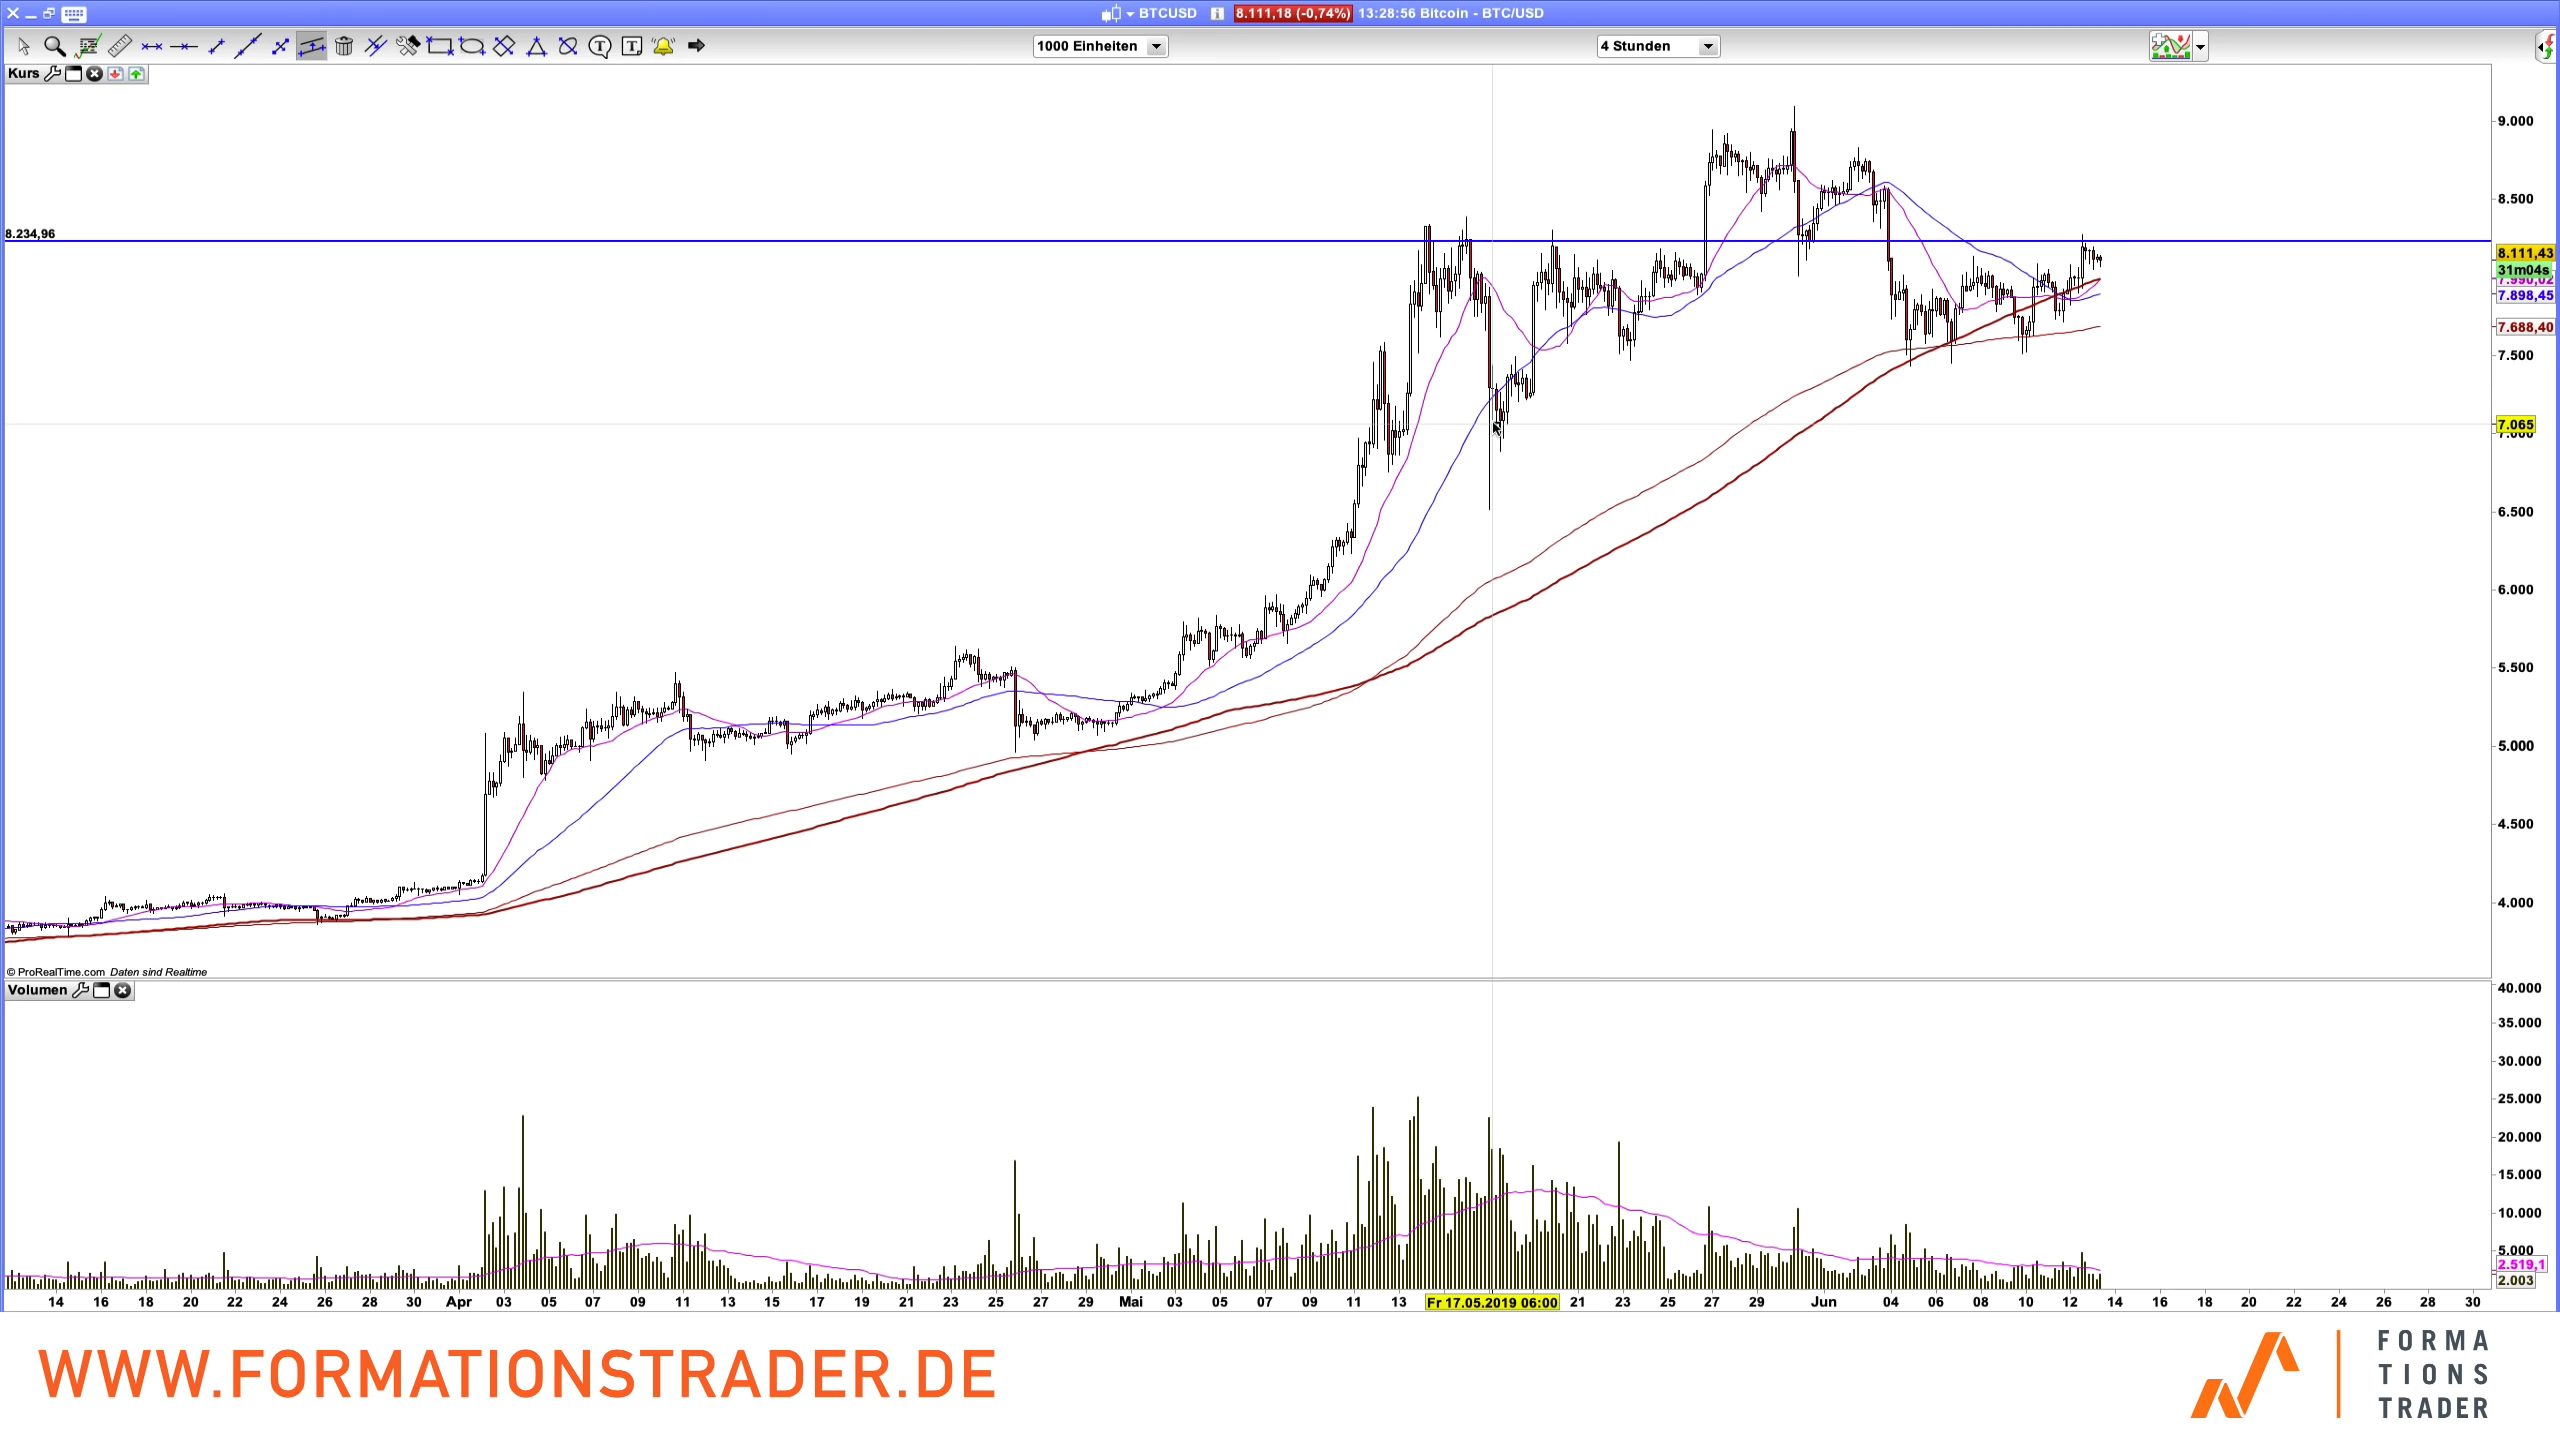 BTCUSD 8.111,18 (-0,74%) 13:28:56 Bitcoin - BTC/USD
1000 Einheiten 4 Stunden
Kurs
9.000
8.500
8.234,96
8.111,43
31m04s
7.898,45
7.688,40
7.500
7.065
6.500
6.000
5.500
5.000
4.500
4.000
© ProRealTime.com Daten sind Realtime
Volumen
40.000
35.000
30.000
25.000
20.000
15.000
10.000
5.000
2.519,1
2.003
14 16 18 20 22 24 26 28 30 Apr 03 05 07 09 11 13 15 17 19 21 23 25 27 29 Mai 03 05 07 09 11 13 Fr 17.05.2019 06:00 21 23 25 27 29 Jun 04 06 08 10 12 14 16 18 20 22 24 26 28 30
WWW.FORMATIONSTRADER.DE
FORMA
TIONS
TRADER